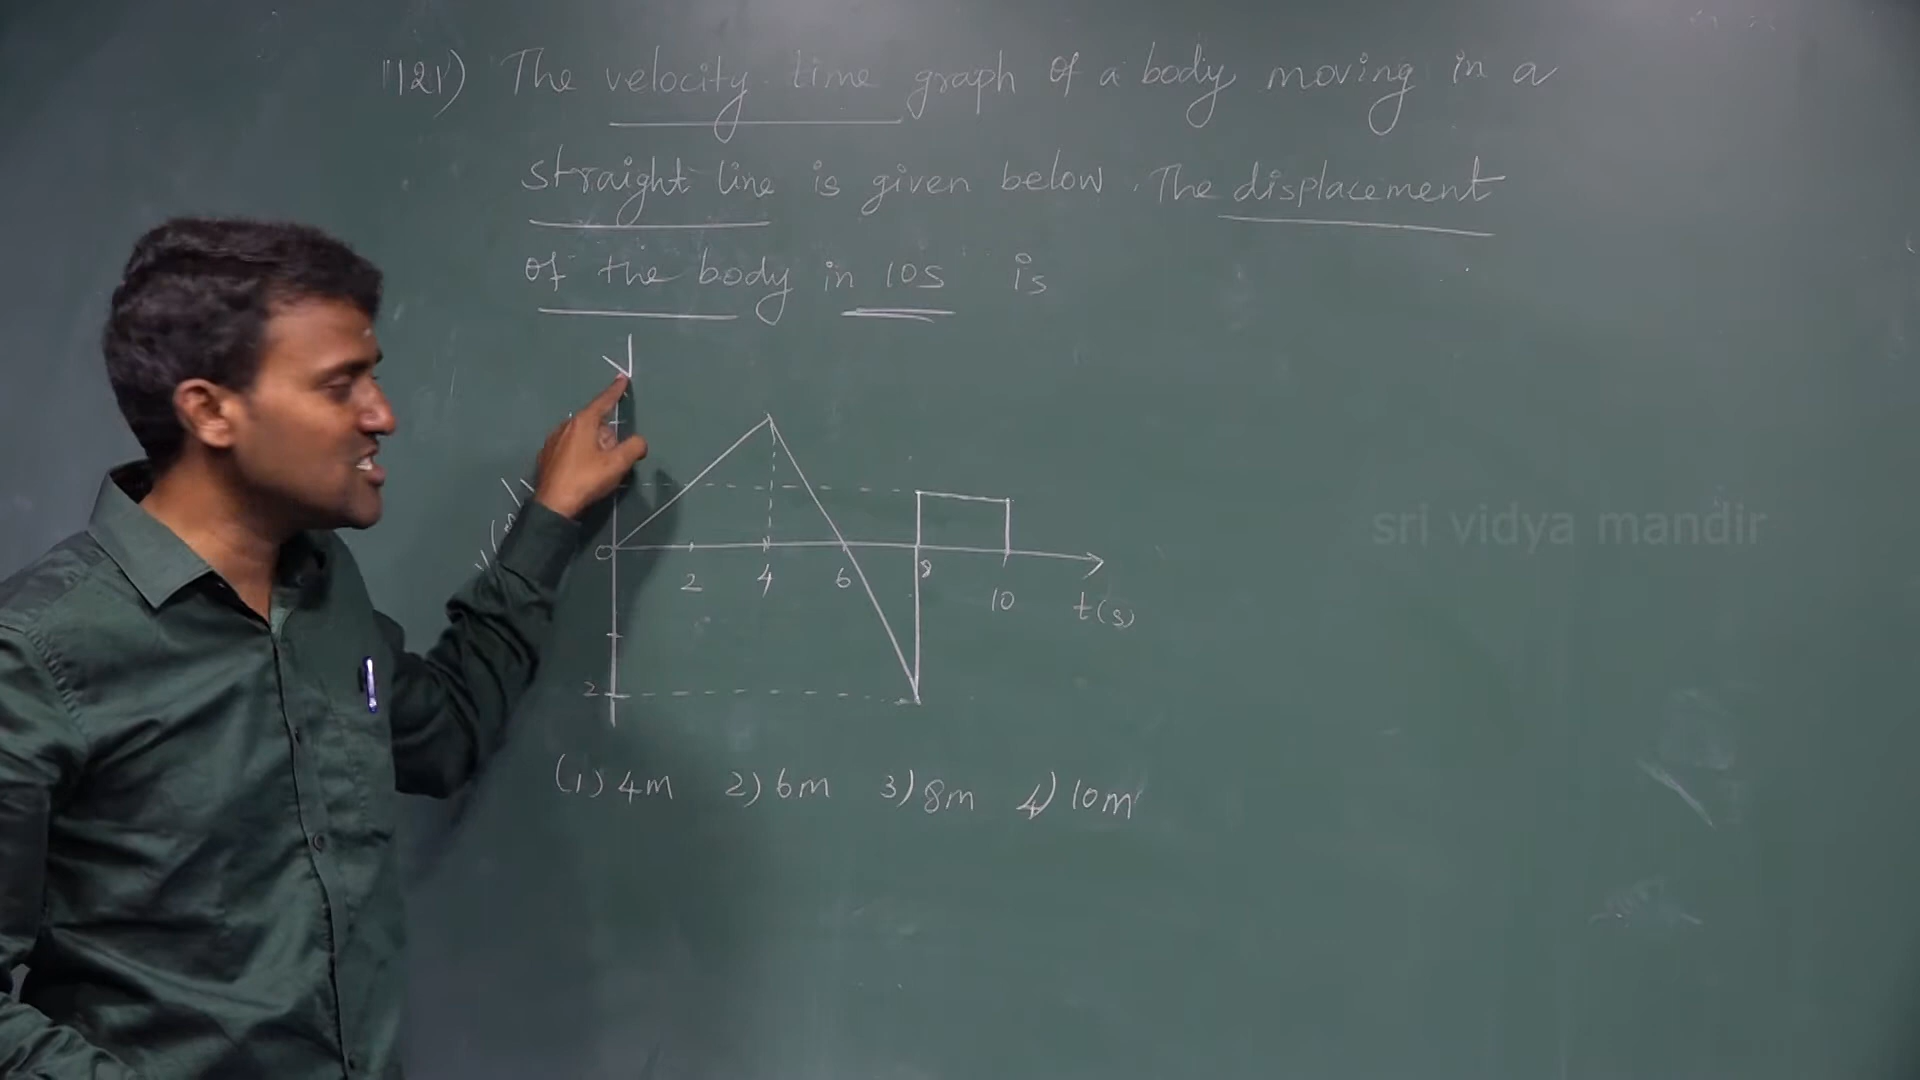 121) The velocity time graph of a body moving in a
straight line is given below. The displacement
of the body in 10s is
0
2 4 6 8
10 t(s)
2
(1) 4m 2) 6m 3) 8m 4) 10m
sri vidya mandir